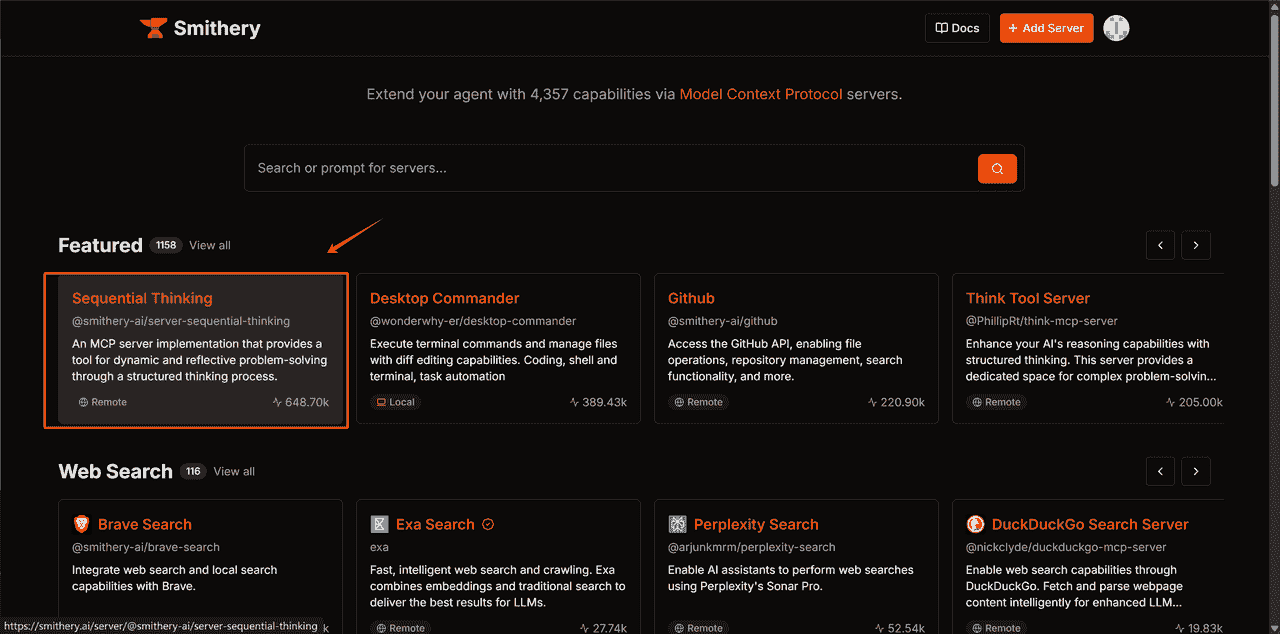 Smithery
Docs
+ Add Server
Extend your agent with 4,357 capabilities via Model Context Protocol servers.
Search or prompt for servers...
Featured 1158 View all
Sequential Thinking
@smithery-ai/server-sequential-thinking
An MCP server implementation that provides a
tool for dynamic and reflective problem-solving
through a structured thinking process.
Remote 648.70k
Desktop Commander
@wonderwhy-er/desktop-commander
Execute terminal commands and manage files
with diff editing capabilities. Coding, shell and
terminal, task automation
Local 389.43k
Github
@smithery-ai/github
Access the GitHub API, enabling file
operations, repository management, search
functionality, and more.
Remote 220.90k
Think Tool Server
@PhillipRt/think-mcp-server
Enhance your AI's reasoning capabilities with
structured thinking. This server provides a
dedicated space for complex problem-solvin...
Remote 205.00k
Web Search 116 View all
Brave Search
@smithery-ai/brave-search
Integrate web search and local search
capabilities with Brave.
k
Exa Search
exa
Fast, intelligent web search and crawling. Exa
combines embeddings and traditional search to
deliver the best results for LLMs.
Remote 27.74k
Perplexity Search
@arjunkmrm/perplexity-search
Enable AI assistants to perform web searches
using Perplexity's Sonar Pro.
Remote 52.54k
DuckDuckGo Search Server
@nickclyde/duckduckgo-mcp-server
Enable web search capabilities through
DuckDuckGo. Fetch and parse webpage
content intelligently for enhanced LLM...
Remote 19.83k
https://smithery.ai/server/@smithery-ai/server-sequential-thinking